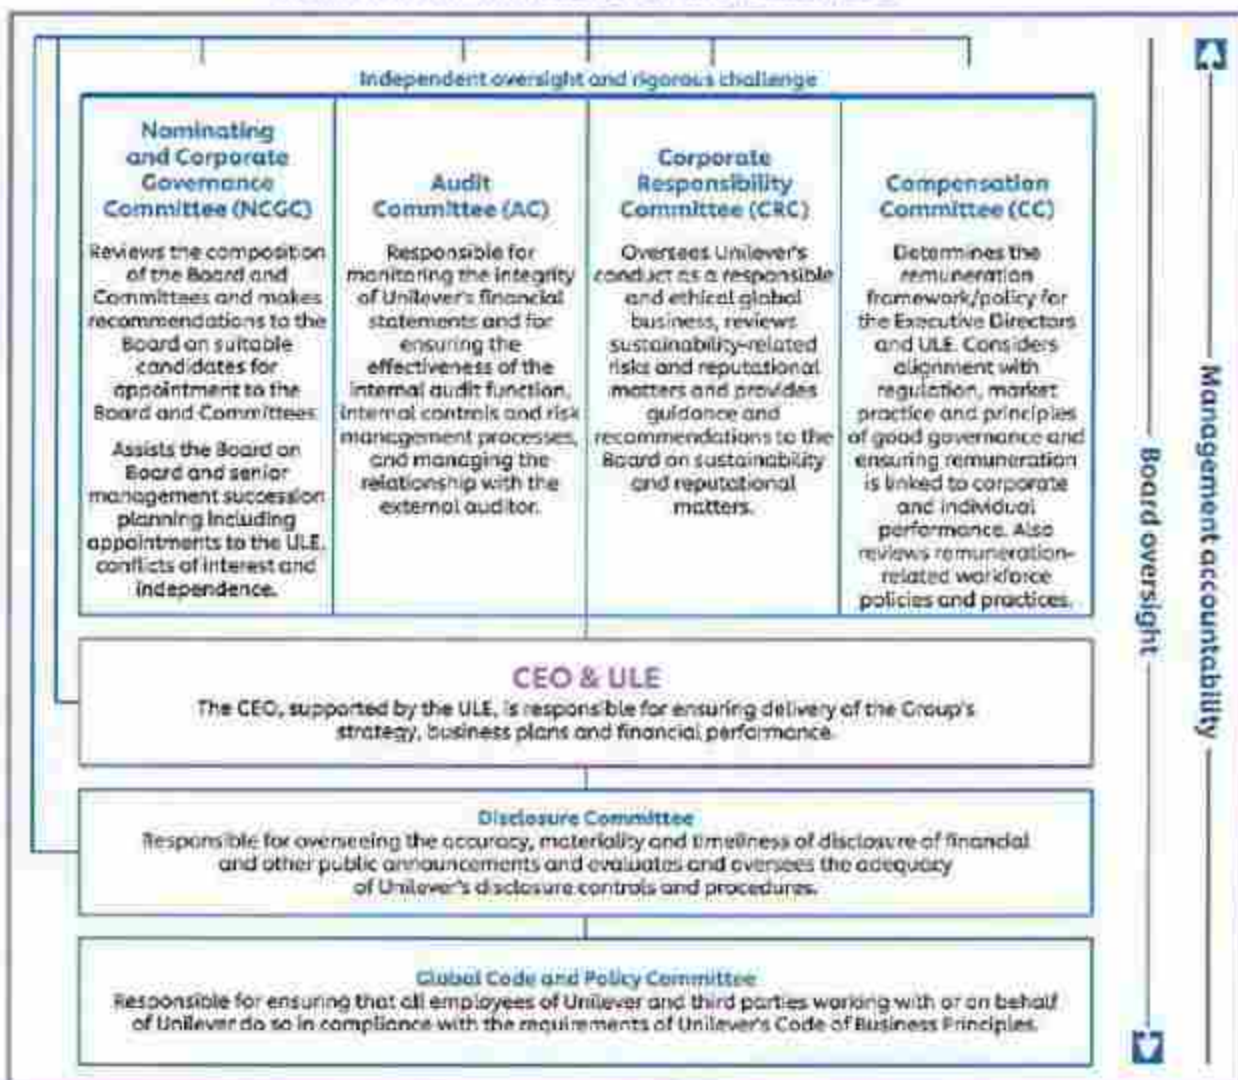 Independent oversight and rigorous challenge
Nominating
and Corporate
Governance
Committee (NCGC)
Reviews the composition
of the Board and
Committees and makes
recommendations to the
Board on suitable
candidates for
appointment to the
Board and Committees.
Assists the Board on
Board and senior
management succession
planning including
appointments to the ULE,
conflicts of interest and
independence.
Audit
Committee (AC)
Responsible for
monitoring the integrity
of Unilever's financial
statements and for
ensuring the
effectiveness of the
internal audit function,
internal controls and risk
management processes,
and managing the
relationship with the
external auditor.
Corporate
Responsibility
Committee (CRC)
Oversees Unilever's
conduct as a responsible
and ethical global
business, reviews
sustainability-related
risks and reputational
matters and provides
guidance and
recommendations to the
Board on sustainability
and reputational
matters.
Compensation
Committee (CC)
Determines the
remuneration
framework/policy for
the Executive Directors
and ULE. Considers
alignment with
regulation, market
practice and principles
of good governance and
ensuring remuneration
is linked to corporate
and individual
performance. Also
reviews remuneration-
related workforce
policies and practices.
CEO & ULE
The CEO, supported by the ULE, is responsible for ensuring delivery of the Group's
strategy, business plans and financial performance.
Disclosure Committee
Responsible for overseeing the accuracy, materiality and timeliness of disclosure of financial
and other public announcements and evaluates and oversees the adequacy
of Unilever's disclosure controls and procedures.
Global Code and Policy Committee
Responsible for ensuring that all employees of Unilever and third parties working with or on behalf
of Unilever do so in compliance with the requirements of Unilever's Code of Business Principles.
Board oversight
Management accountability